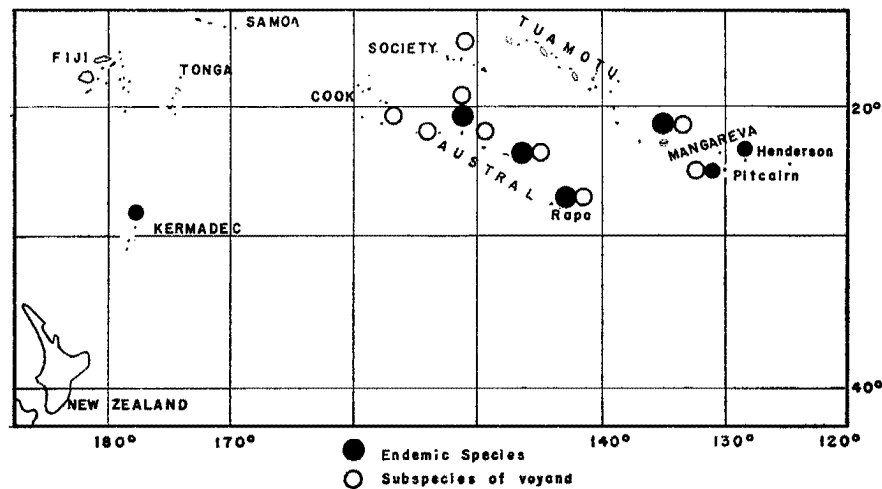 SAMOA
FIJI
TONGA
SOCIETY
TUAMOTU
COOK
20°
AUSTRAL
MANGAREVA
Henderson
Pitcairn
Rapa
KERMADEC
NEW ZEALAND
40°
180° 170° 140° 130° 120°
Endemic Species
Subspecies of voyand